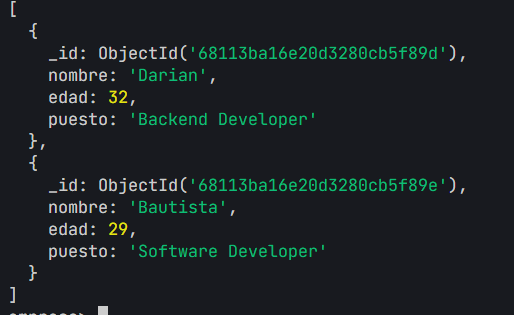 [
  {
    _id: ObjectId('68113ba16e20d3280cb5f89d'),
    nombre: 'Darian',
    edad: 32,
    puesto: 'Backend Developer'
  },
  {
    _id: ObjectId('68113ba16e20d3280cb5f89e'),
    nombre: 'Bautista',
    edad: 29,
    puesto: 'Software Developer'
  }
]